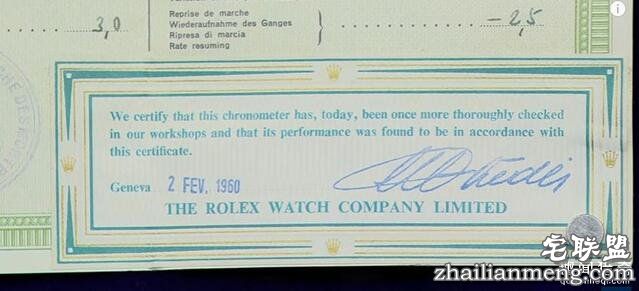 Reprise de marche
Wiederaufnahme des Ganges
Ripresa di marcia
Rate resuming
3,0
-2,5
We certify that this chronometer has, today, been once more thoroughly checked
in our workshops and that its performance was found to be in accordance with
this certificate.
Geneva 2 FEV. 1960
THE ROLEX WATCH COMPANY LIMITED
宅联盟
zhailianmeng.com